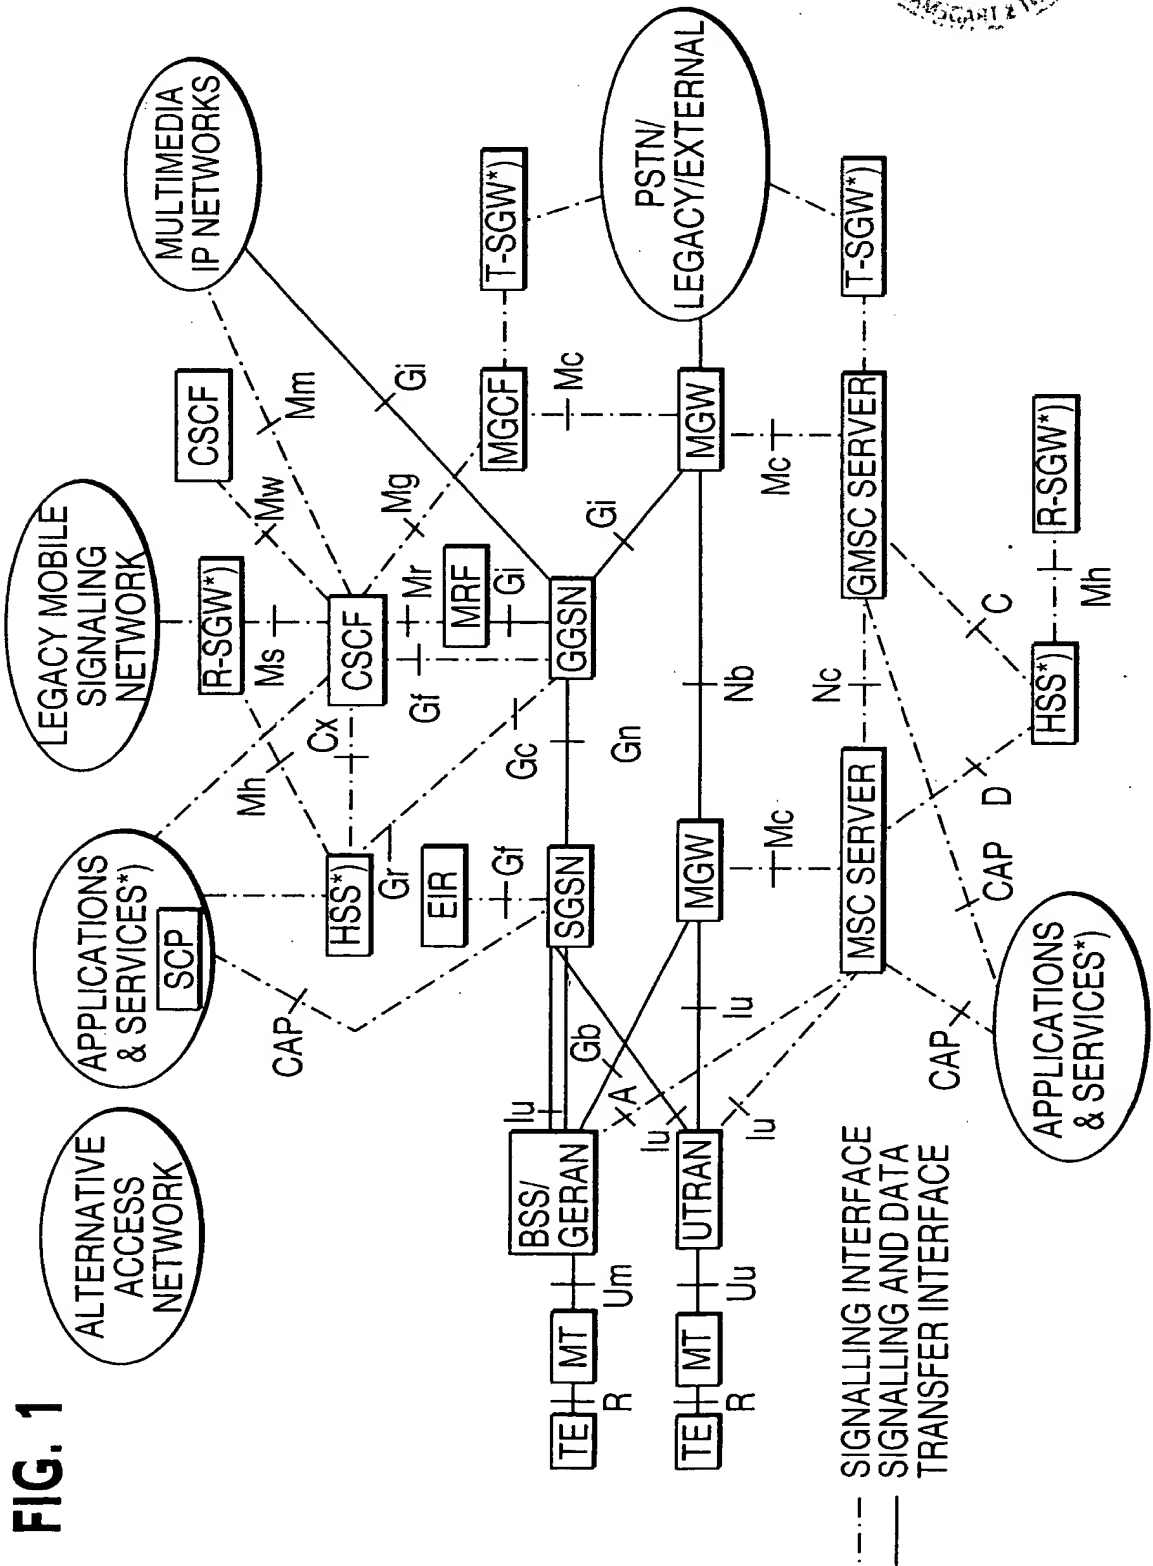 FIG. 1
ALTERNATIVE
ACCESS
NETWORK
APPLICATIONS
& SERVICES*)
SCP
LEGACY MOBILE
SIGNALING
NETWORK
MULTIMEDIA
IP NETWORKS
CAP
Mh
R-SGW*)
Ms
CSCF
Mw
Mm
HSS*)
Cx
CSCF
Gr
Gf
Mr
Mg
Gi
EIR
Gf
Gc
MRF
Gi
MGCF
T-SGW*)
Mc
TE
R
MT
Um
BSS/
GERAN
Iu
SGSN
Gn
GGSN
Gi
Gb
A
Iu
PSTN/
LEGACY/EXTERNAL
TE
R
MT
Uu
UTRAN
Iu
Iu
MGW
Nb
MGW
Mc
Mc
MSC SERVER
Nc
GMSC SERVER
T-SGW*)
CAP
CAP
D
C
HSS*)
Mh
R-SGW*)
APPLICATIONS
& SERVICES*)
SIGNALLING INTERFACE
SIGNALLING AND DATA
TRANSFER INTERFACE